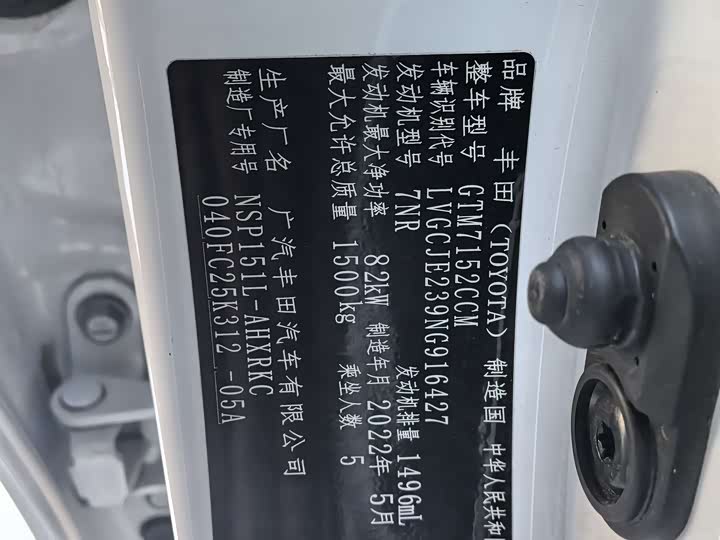 品牌 丰田（TOYOTA） 制造国 中华人民共和
整车型号 GTM7152CCM
车辆识别代号 LVGCJE239NG916427
发动机型号 7NR 发动机排量 1496mL
发动机最大净功率 82kW 制造年月 2022年 5月
最大允许总质量 1500kg 乘坐人数 5
生产厂名 广汽丰田汽车有限公司
制造厂专用号 NSP151L-AHXRKC
040FC25K312 -05A